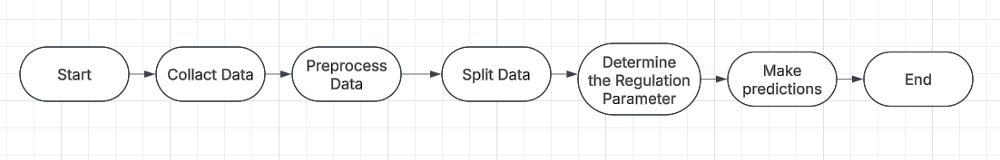 Start
Collact Data
Preprocess
Data
Split Data
Determine
the Regulation
Parameter
Make
predictions
End